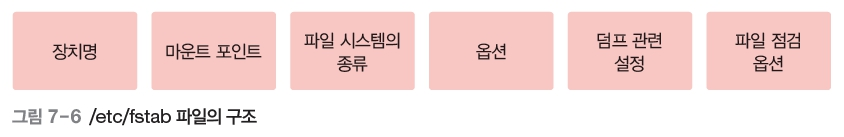 장치명
마운트 포인트
파일 시스템의
종류
옵션
덤프 관련
설정
파일 점검
옵션
그림 7-6 /etc/fstab 파일의 구조